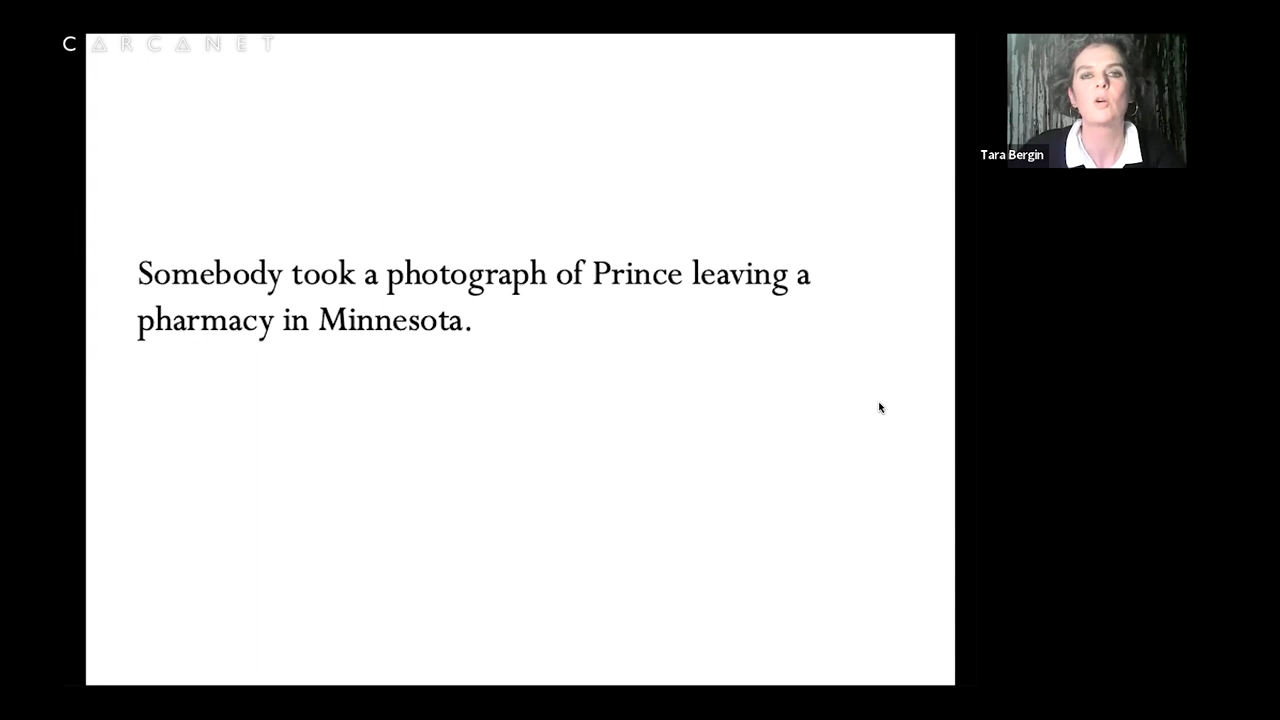 CARCANET
Tara Bergin
Somebody took a photograph of Prince leaving a
pharmacy in Minnesota.